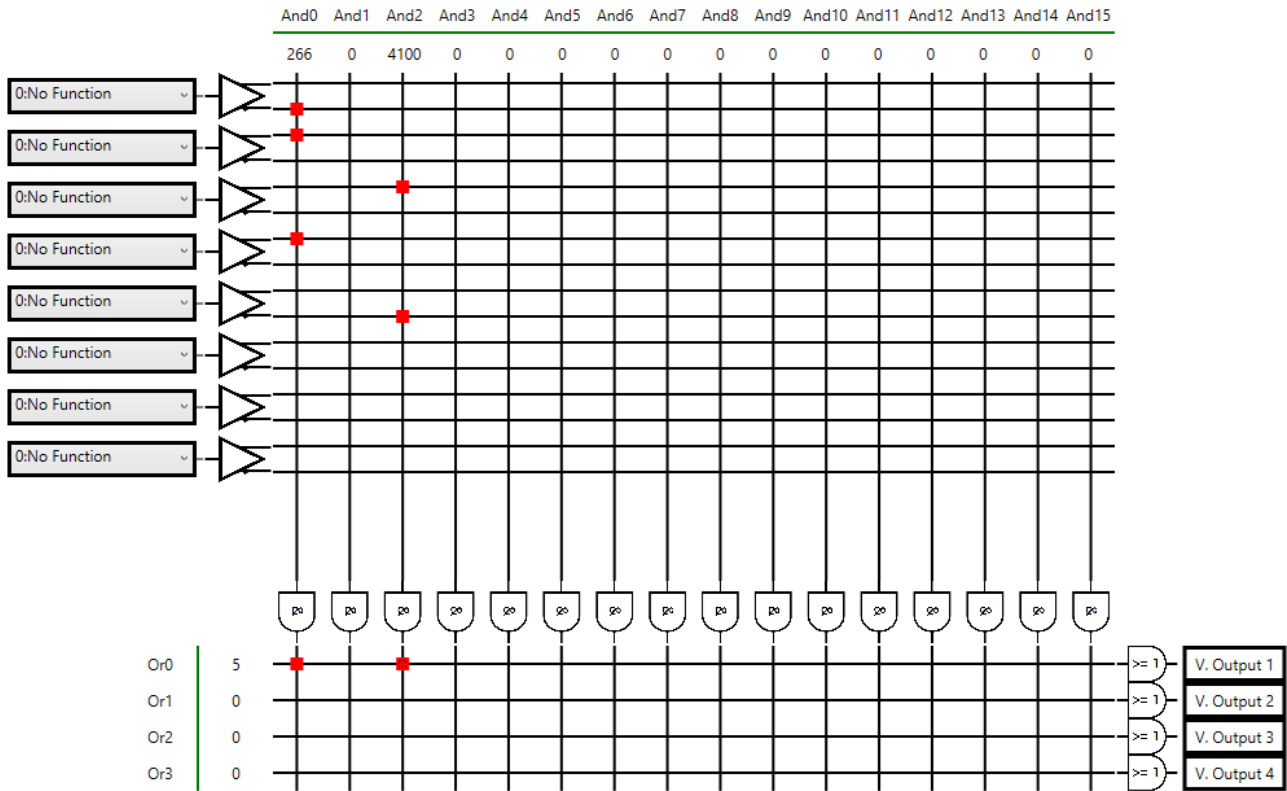 And0 And1 And2 And3 And4 And5 And6 And7 And8 And9 And10 And11 And12 And13 And14 And15
266 0 4100 0 0 0 0 0 0 0 0 0 0 0 0 0
0:No Function
0:No Function
0:No Function
0:No Function
0:No Function
0:No Function
0:No Function
0:No Function
& & & & & & & & & & & & & & & &
Or0 5 >= 1 V. Output 1
Or1 0 >= 1 V. Output 2
Or2 0 >= 1 V. Output 3
Or3 0 >= 1 V. Output 4